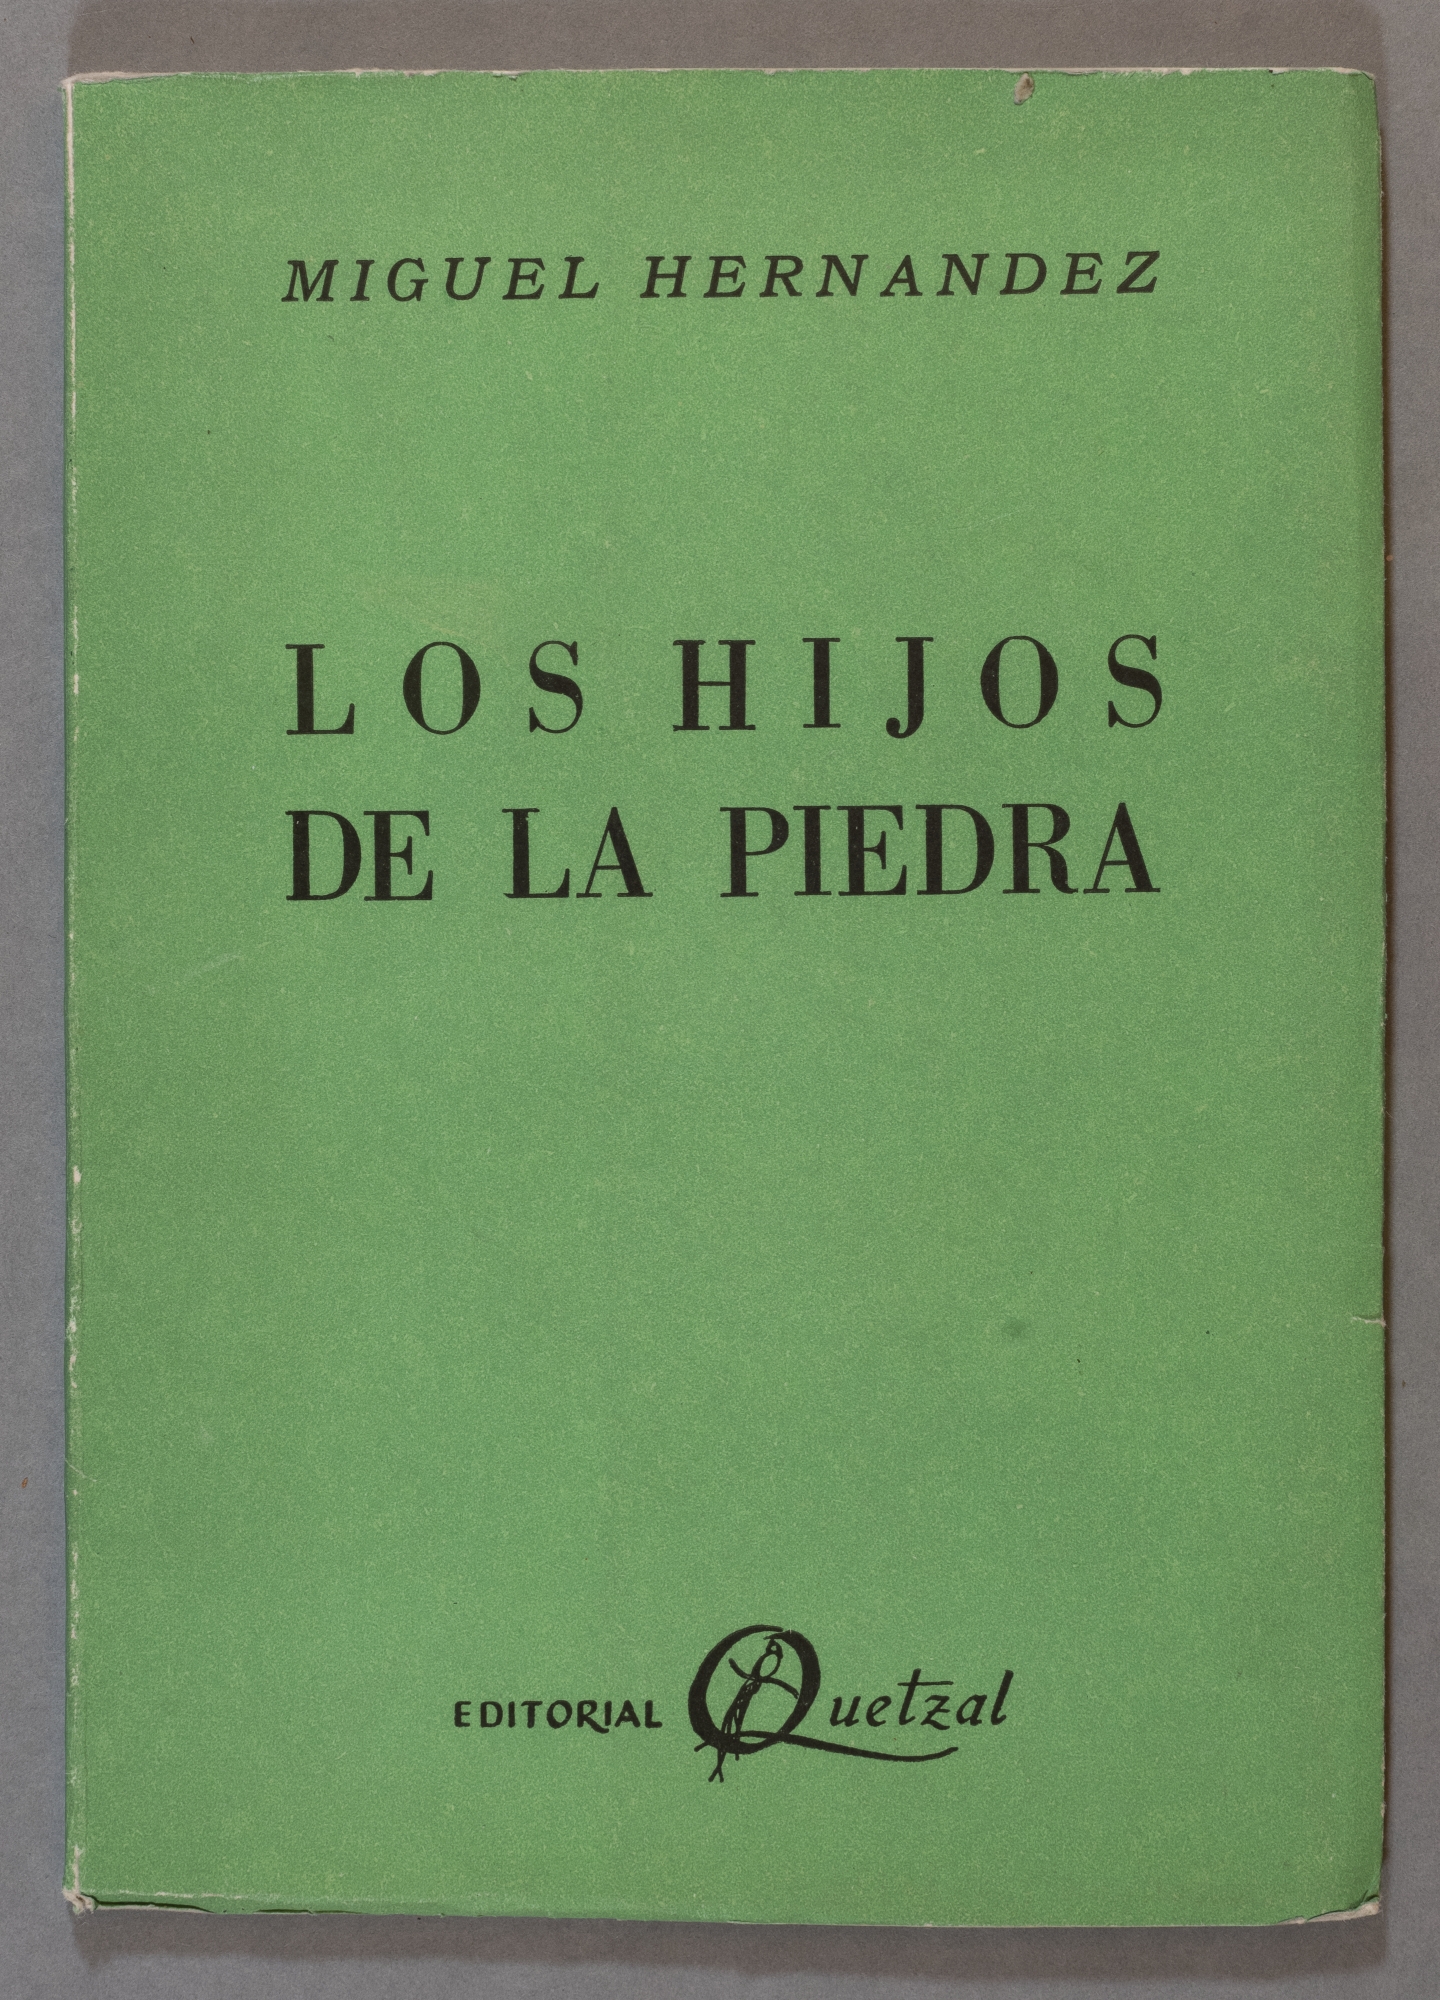 MIGUEL HERNANDEZ
LOS HIJOS
DE LA PIEDRA
EDITORIAL Quetzal